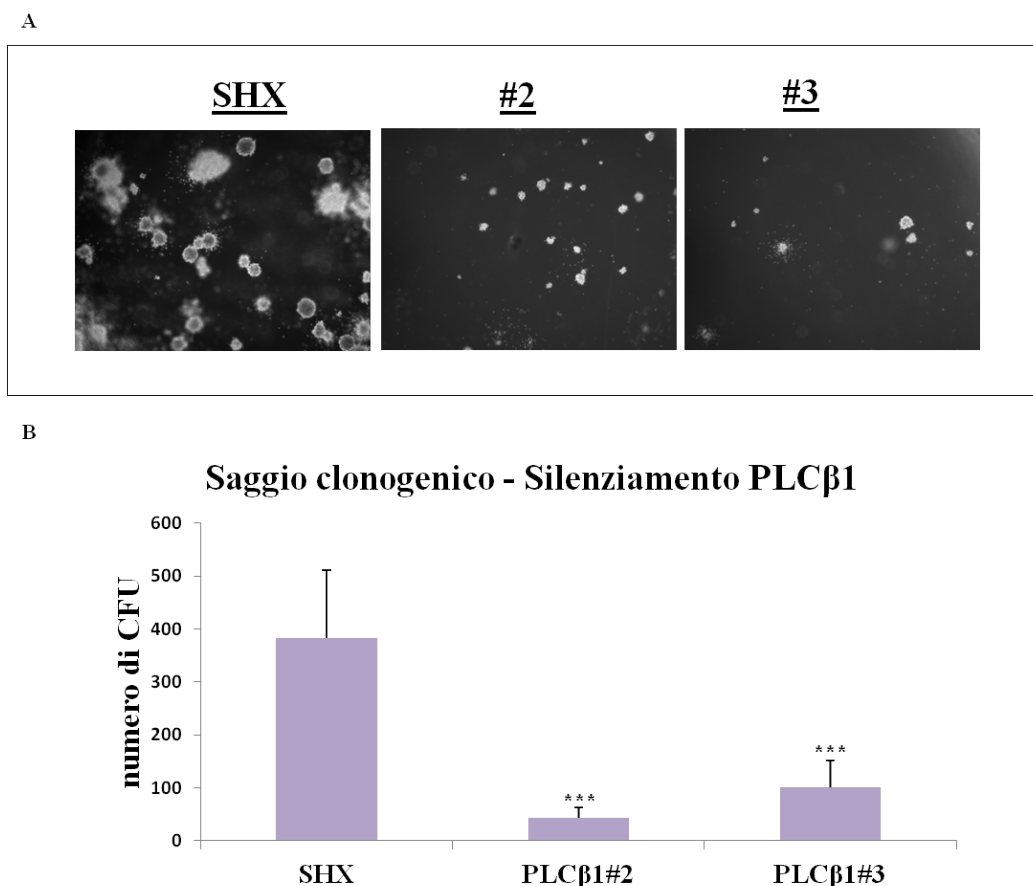 A
SHX #2 #3
B
Saggio clonogenico - Silenziamento PLCβ1
numero di CFU
600
500
400
300
200
100
0
***
***
SHX PLCβ1#2 PLCβ1#3